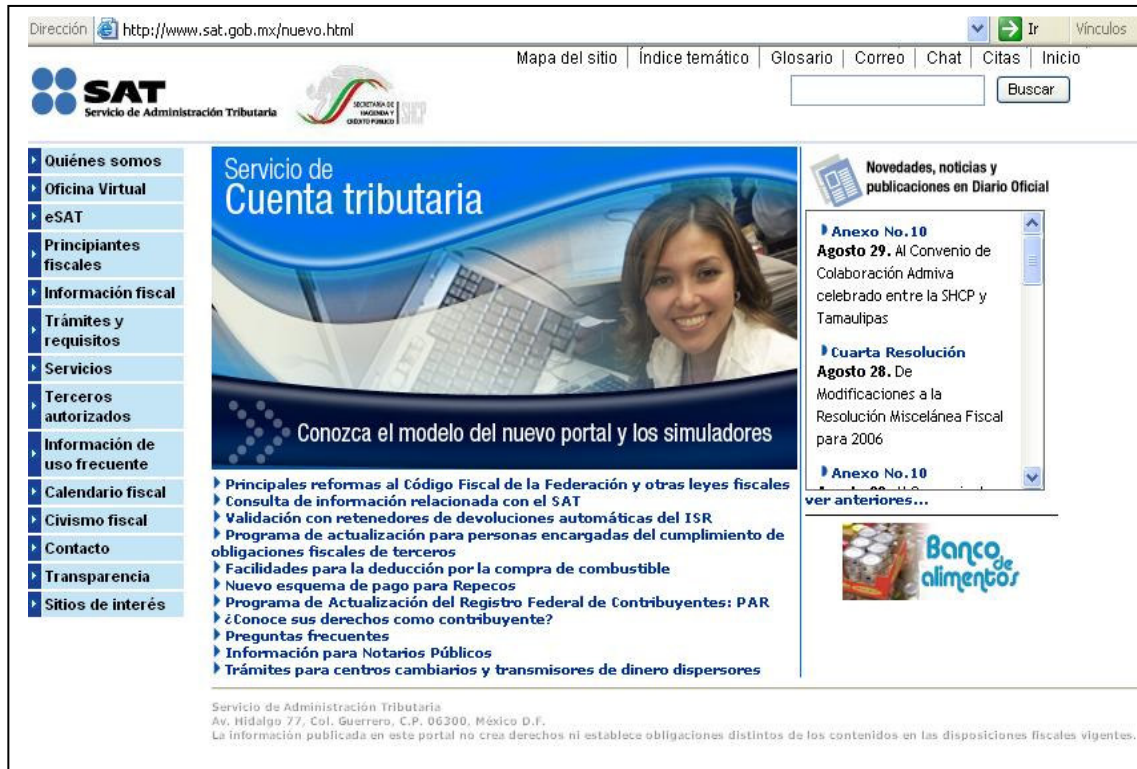 Dirección http://www.sat.gob.mx/nuevo.html Ir Vínculos
Mapa del sitio | Índice temático | Glosario | Correo | Chat | Citas | Inicio
Buscar
SAT
Servicio de Administración Tributaria
SECRETARÍA DE
HACIENDA Y
CRÉDITO PÚBLICO
SHCP
Quiénes somos
Oficina Virtual
eSAT
Principiantes
fiscales
Información fiscal
Trámites y
requisitos
Servicios
Terceros
autorizados
Información de
uso frecuente
Calendario fiscal
Civismo fiscal
Contacto
Transparencia
Sitios de interés
Servicio de
Cuenta tributaria
Conozca el modelo del nuevo portal y los simuladores
Principales reformas al Código Fiscal de la Federación y otras leyes fiscales
Consulta de información relacionada con el SAT
Validación con retenedores de devoluciones automáticas del ISR
Programa de actualización para personas encargadas del cumplimiento de
obligaciones fiscales de terceros
Facilidades para la deducción por la compra de combustible
Nuevo esquema de pago para Repecos
Programa de Actualización del Registro Federal de Contribuyentes: PAR
¿Conoce sus derechos como contribuyente?
Preguntas frecuentes
Información para Notarios Públicos
Trámites para centros cambiarios y transmisores de dinero dispersores
Novedades, noticias y
publicaciones en Diario Oficial
Anexo No.10
Agosto 29. Al Convenio de
Colaboración Admiva
celebrado entre la SHCP y
Tamaulipas
Cuarta Resolución
Agosto 28. De
Modificaciones a la
Resolución Miscelánea Fiscal
para 2006
Anexo No.10
ver anteriores...
Banco
de
alimentos
Servicio de Administración Tributaria
Av. Hidalgo 77, Col. Guerrero, C.P. 06300, México D.F.
La información publicada en este portal no crea derechos ni establece obligaciones distintos de los contenidos en las disposiciones fiscales vigentes.